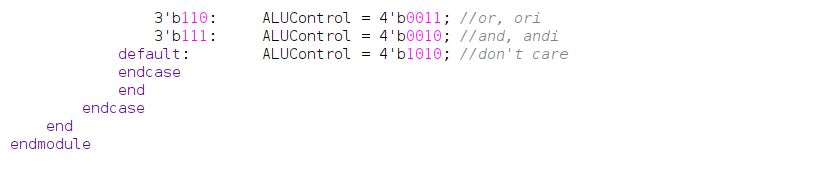 3'b110:     ALUControl = 4'b0011; //or, ori
3'b111:     ALUControl = 4'b0010; //and, andi
default:        ALUControl = 4'b1010; //don't care
endcase
end
endcase
end
endmodule